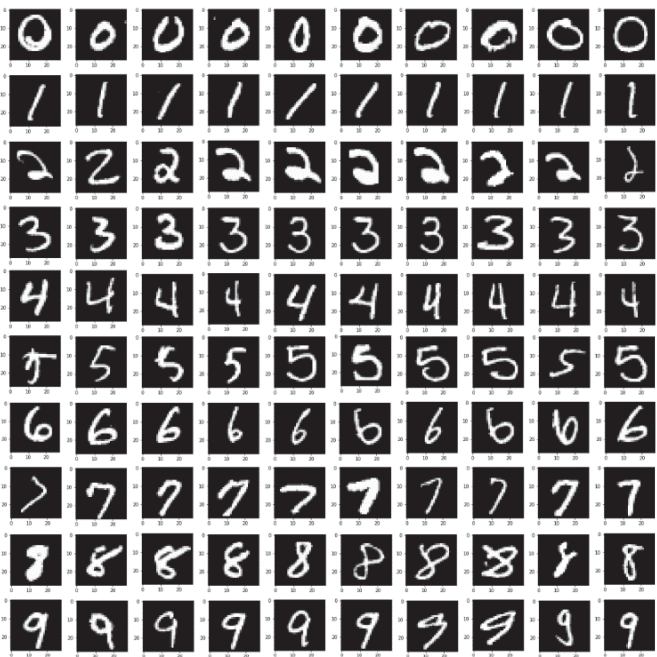 0 0 0 0 0 0 0 0 0 0
1 1 1 1 1 1 1 1 1 1
2 2 2 2 2 2 2 2 2 2
3 3 3 3 3 3 3 3 3 3
4 4 4 4 4 4 4 4 4 4
5 5 5 5 5 5 5 5 5 5
6 6 6 6 6 6 6 6 6 6
7 7 7 7 7 7 7 7 7 7
8 8 8 8 8 8 8 8 8 8
9 9 9 9 9 9 9 9 9 9